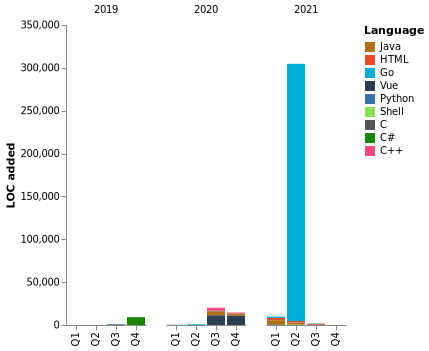 2019 2020 2021
350,000
300,000
250,000
200,000
150,000
100,000
50,000
0
LOC added
Q1 Q2 Q3 Q4 Q1 Q2 Q3 Q4 Q1 Q2 Q3 Q4
Language
Java
HTML
Go
Vue
Python
Shell
C
C#
C++